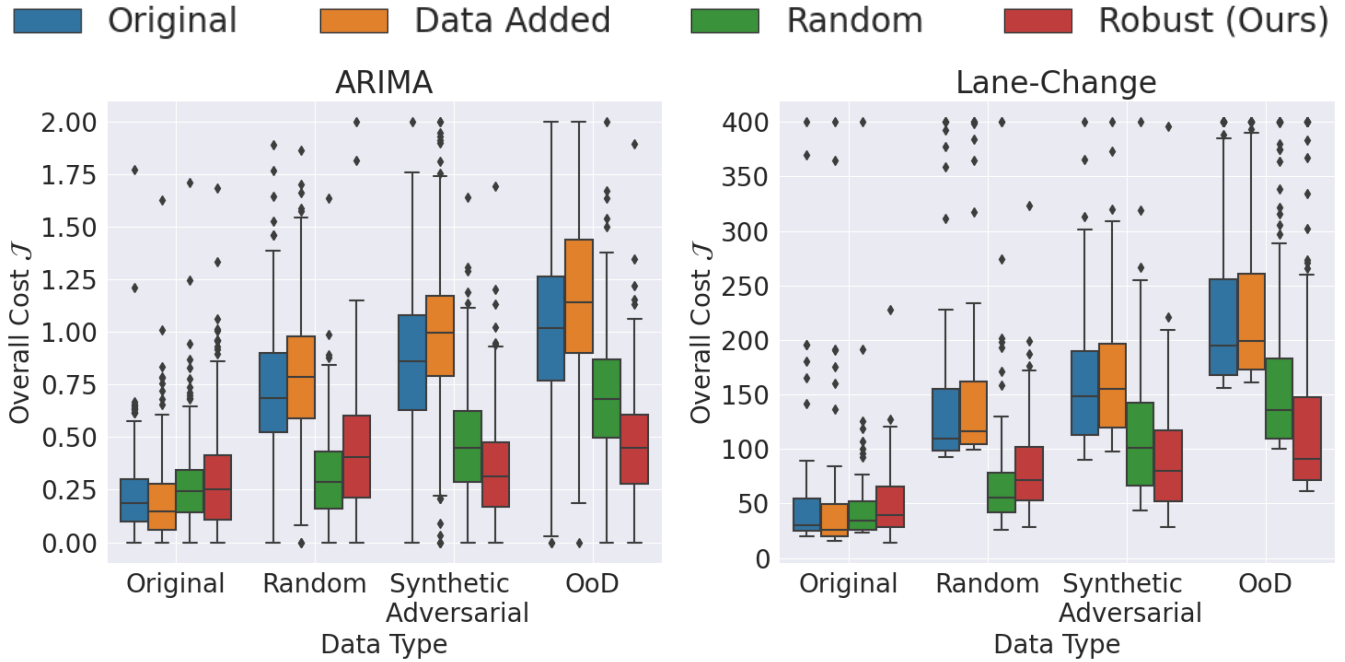 Original Data Added Random Robust (Ours)
ARIMA
Overall Cost 𝒥
2.00
1.75
1.50
1.25
1.00
0.75
0.50
0.25
0.00
Original Random Synthetic OoD
Adversarial
Data Type
Lane-Change
Overall Cost 𝒥
400
350
300
250
200
150
100
50
0
Original Random Synthetic OoD
Adversarial
Data Type